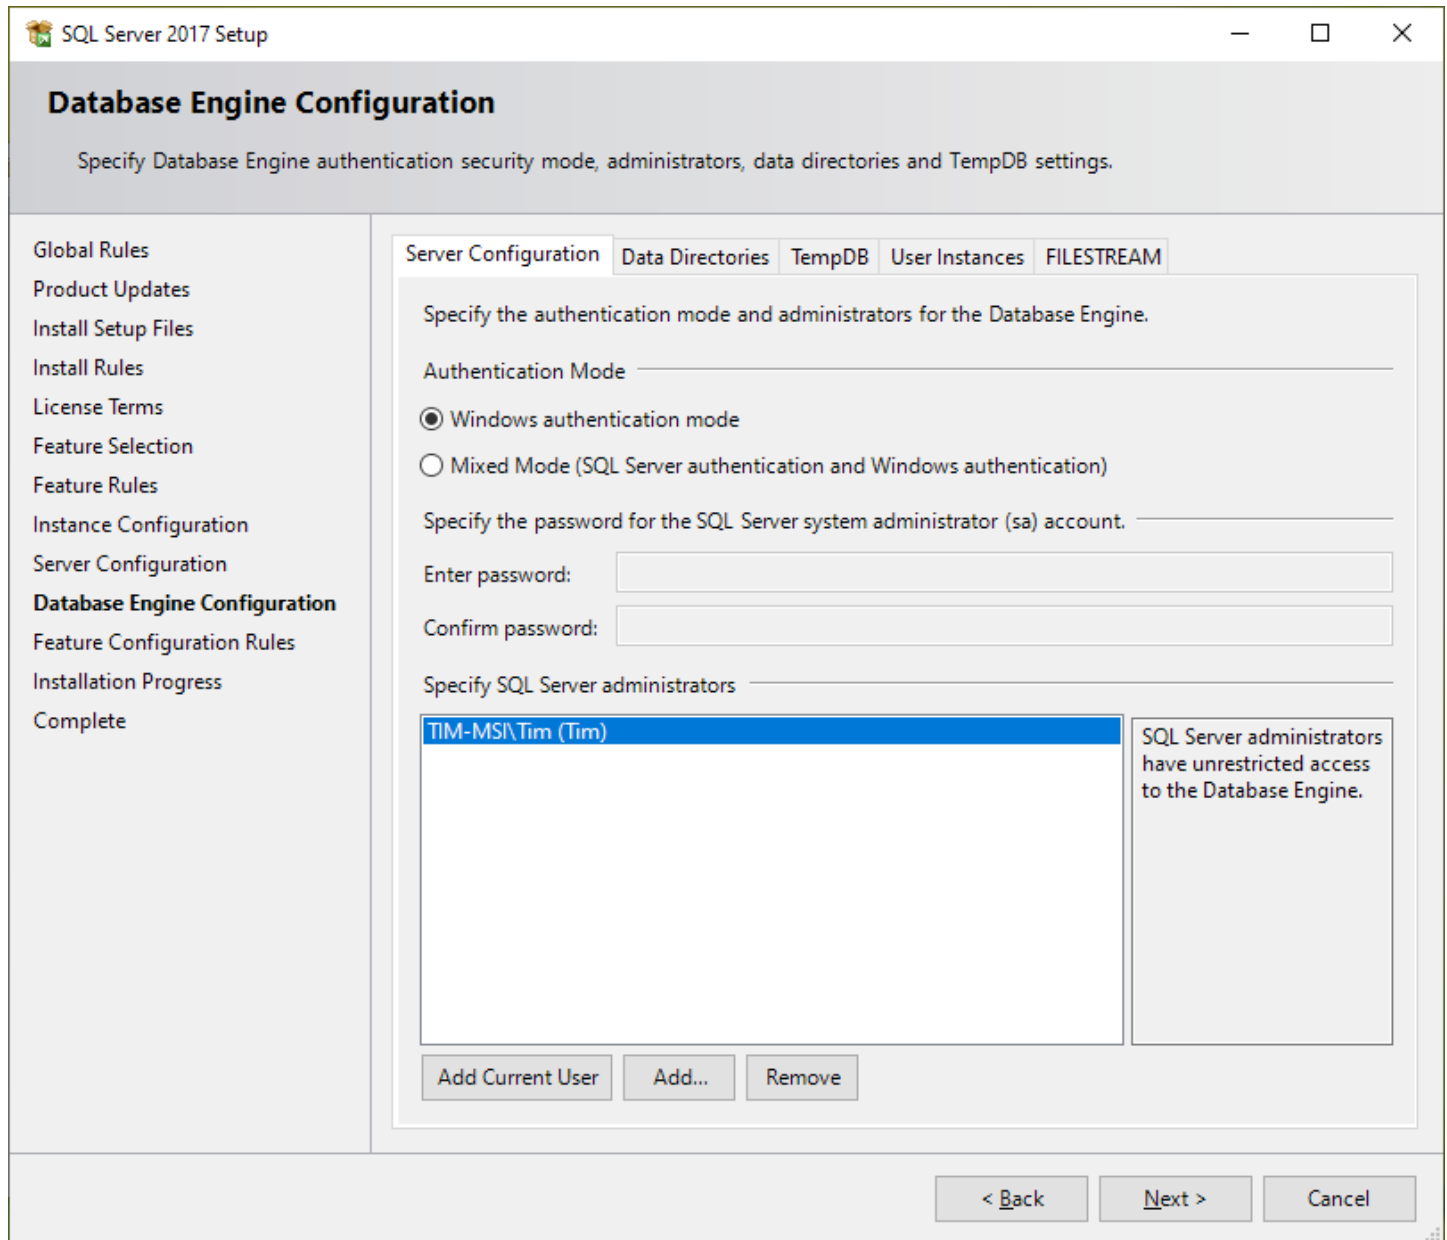 SQL Server 2017 Setup
Database Engine Configuration
Specify Database Engine authentication security mode, administrators, data directories and TempDB settings.
Global Rules
Product Updates
Install Setup Files
Install Rules
License Terms
Feature Selection
Feature Rules
Instance Configuration
Server Configuration
Database Engine Configuration
Feature Configuration Rules
Installation Progress
Complete
Server Configuration Data Directories TempDB User Instances FILESTREAM
Specify the authentication mode and administrators for the Database Engine.
Authentication Mode
Windows authentication mode
Mixed Mode (SQL Server authentication and Windows authentication)
Specify the password for the SQL Server system administrator (sa) account.
Enter password:
Confirm password:
Specify SQL Server administrators
TIM-MSI\Tim (Tim)
SQL Server administrators
have unrestricted access
to the Database Engine.
Add Current User Add... Remove
< Back Next > Cancel